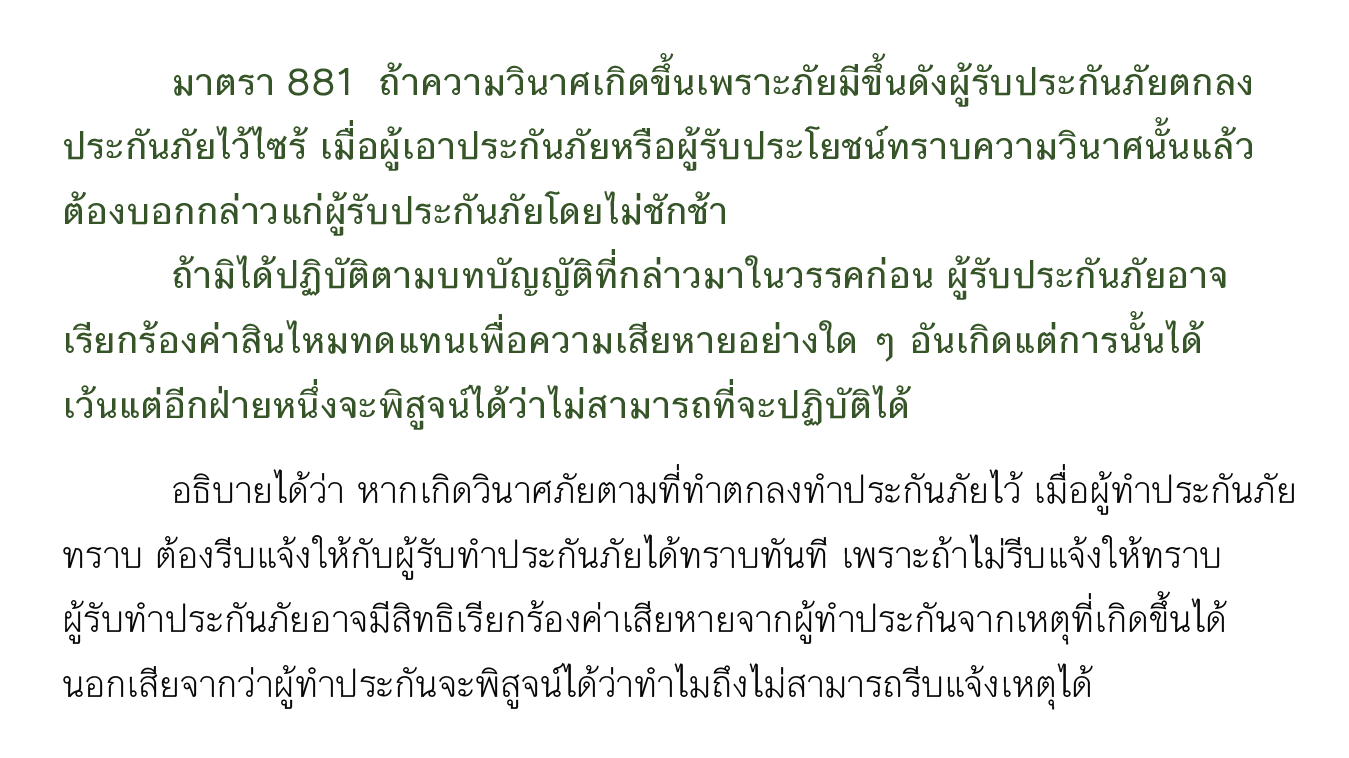 มาตรา 881 ถ้าความวินาศเกิดขึ้นเพราะภัยมีขึ้นดังผู้รับประกันภัยตกลง
ประกันภัยไว้ไซร้ เมื่อผู้เอาประกันภัยหรือผู้รับประโยชน์ทราบความวินาศนั้นแล้ว
ต้องบอกกล่าวแก่ผู้รับประกันภัยโดยไม่ชักช้า
ถ้ามิได้ปฏิบัติตามบทบัญญัติที่กล่าวมาในวรรคก่อน ผู้รับประกันภัยอาจ
เรียกร้องค่าสินไหมทดแทนเพื่อความเสียหายอย่างใด ๆ อันเกิดแต่การนั้นได้
เว้นแต่อีกฝ่ายหนึ่งจะพิสูจน์ได้ว่าไม่สามารถที่จะปฏิบัติได้
อธิบายได้ว่า หากเกิดวินาศภัยตามที่ทำตกลงทำประกันภัยไว้ เมื่อผู้ทำประกันภัย
ทราบ ต้องรีบแจ้งให้กับผู้รับทำประกันภัยได้ทราบทันที เพราะถ้าไม่รีบแจ้งให้ทราบ
ผู้รับทำประกันภัยอาจมีสิทธิเรียกร้องค่าเสียหายจากผู้ทำประกันจากเหตุที่เกิดขึ้นได้
นอกเสียจากว่าผู้ทำประกันจะพิสูจน์ได้ว่าทำไมถึงไม่สามารถรีบแจ้งเหตุได้